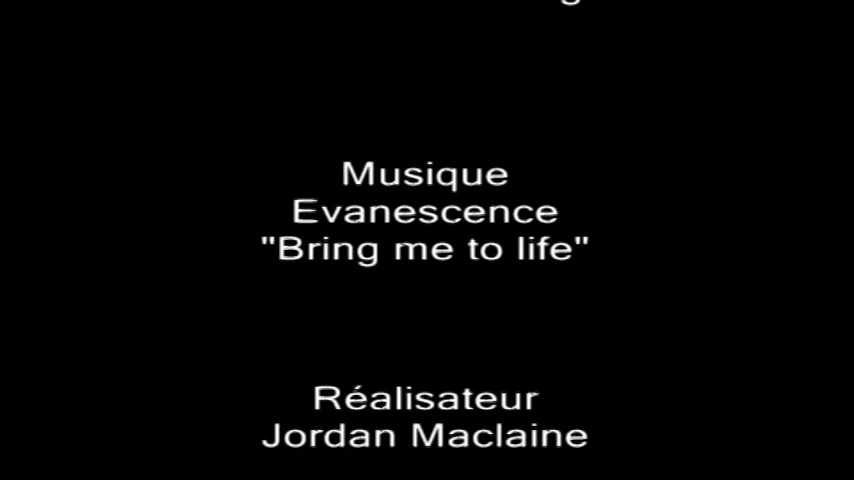 Musique
Evanescence
"Bring me to life"
Réalisateur
Jordan Maclaine